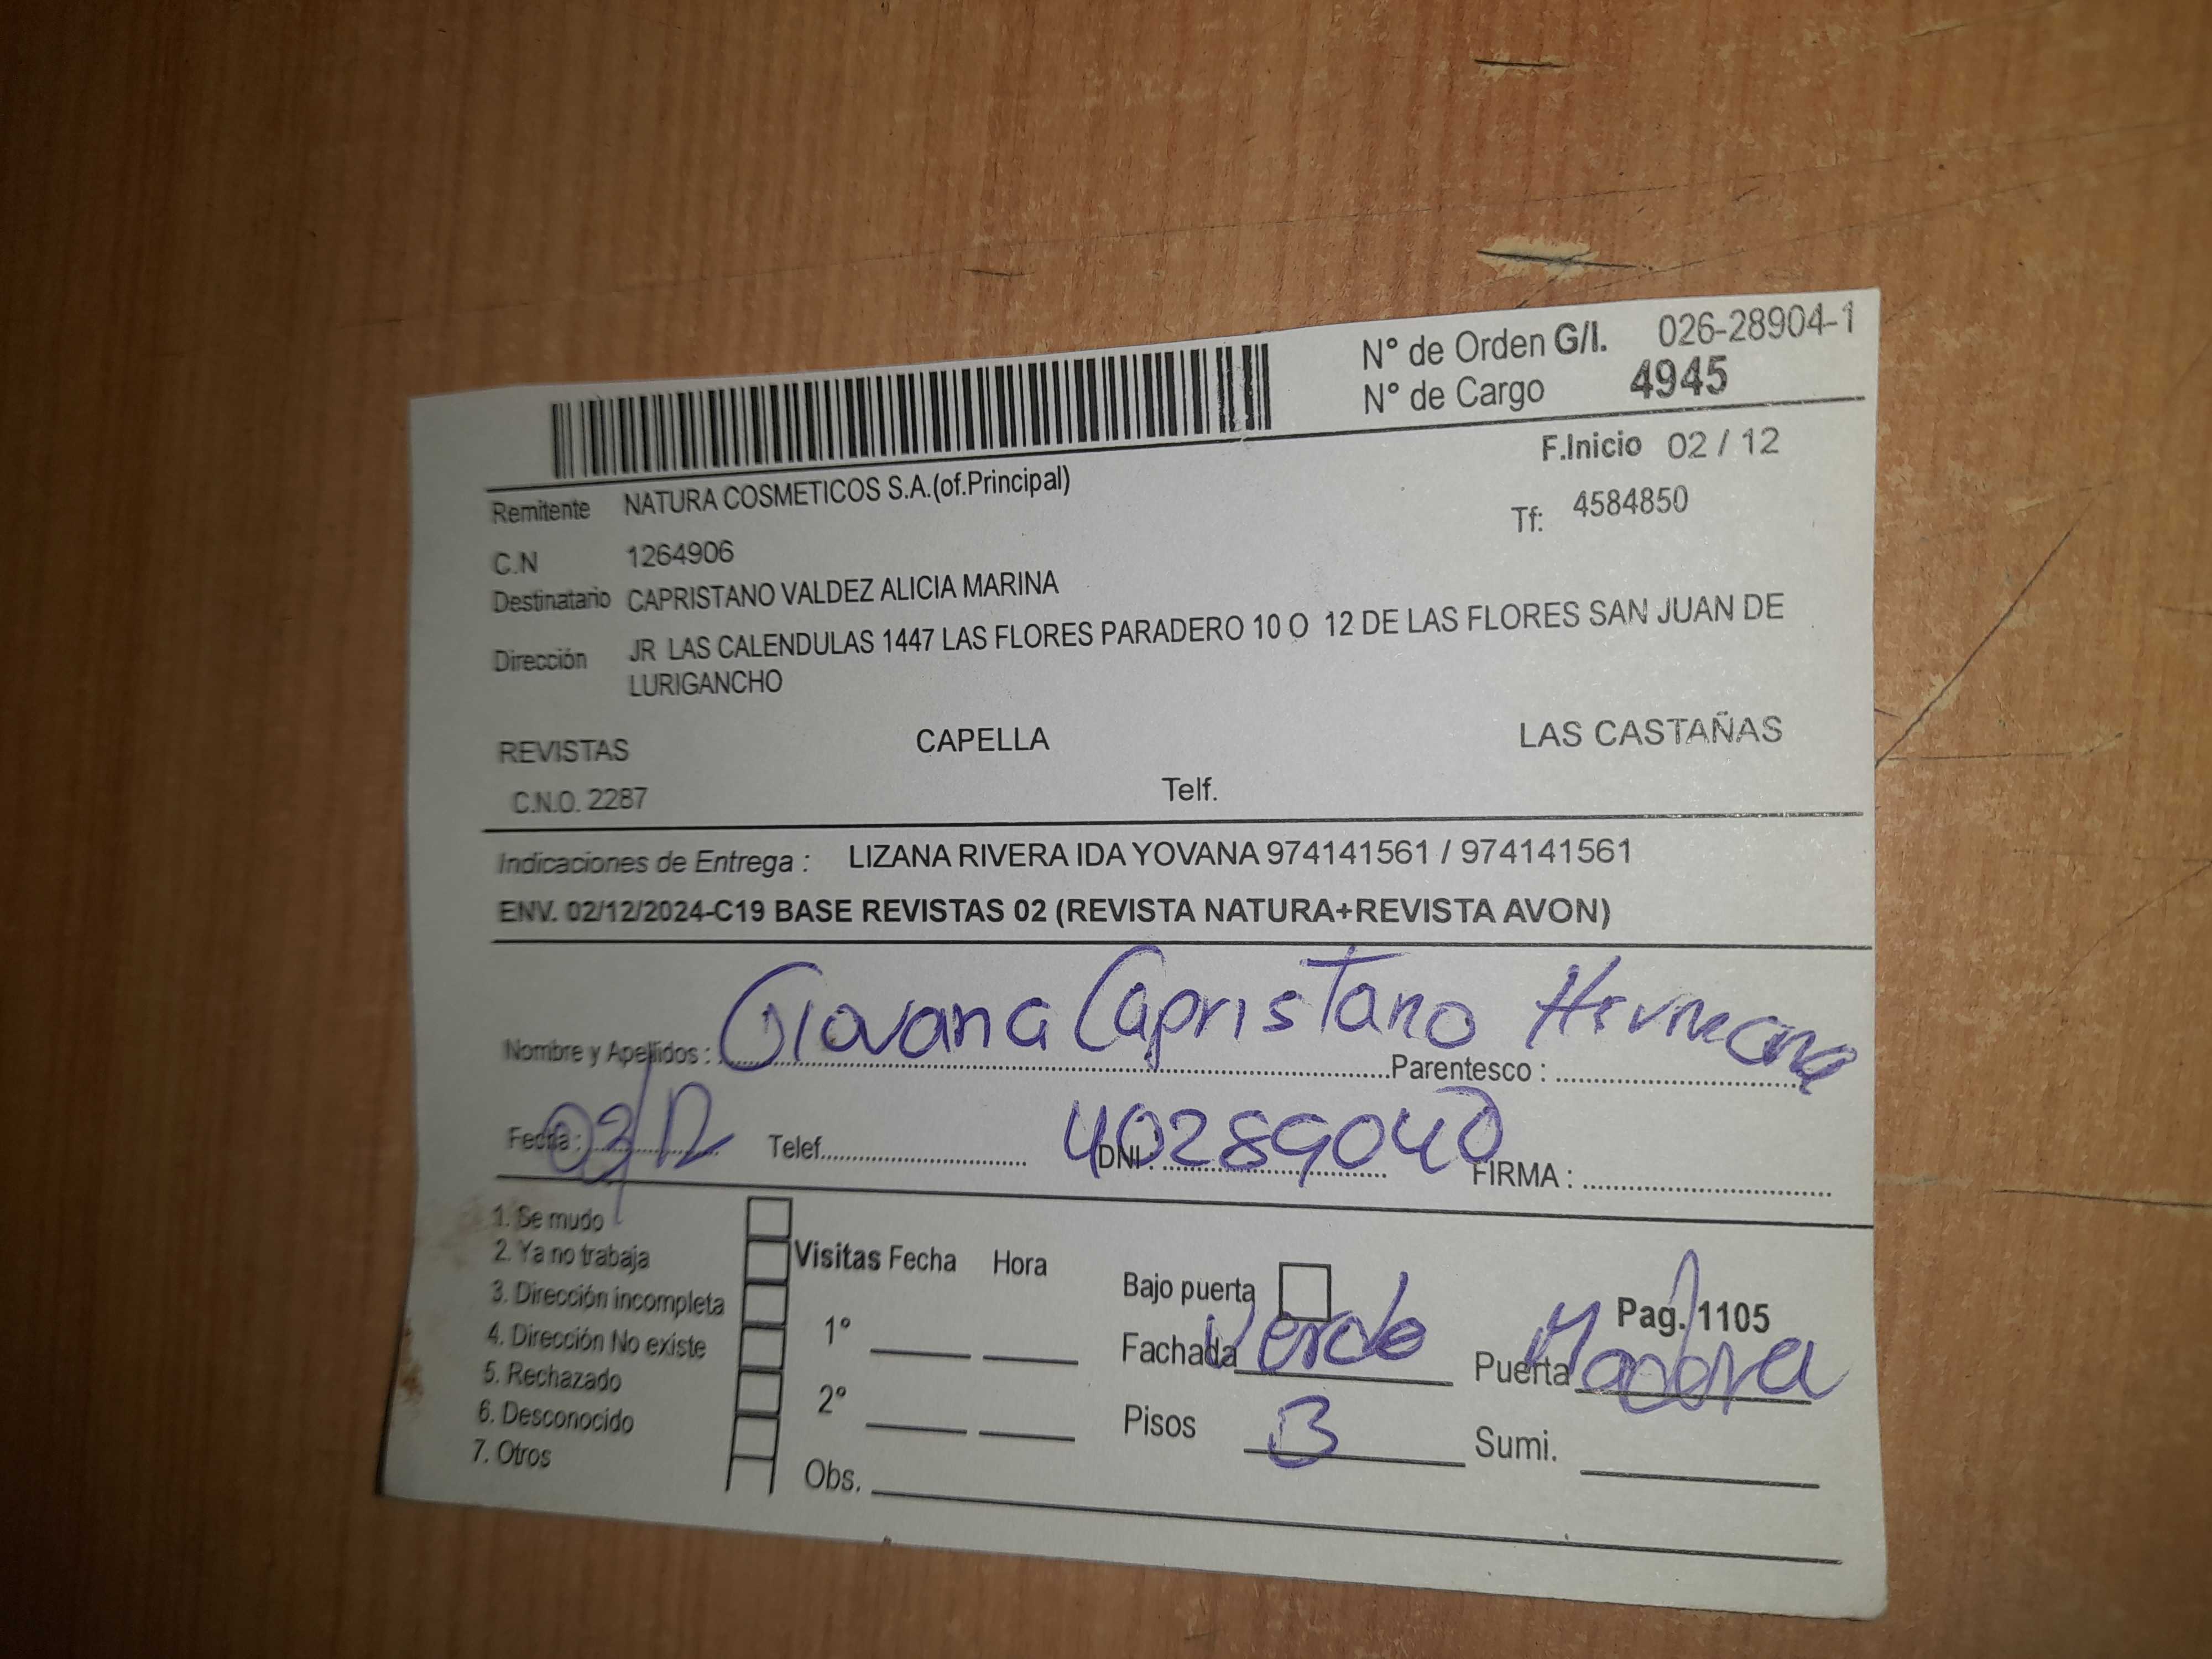 N° de Orden G/I. 026-28904-1
N° de Cargo 4945
F.Inicio 02 / 12
Remitente NATURA COSMETICOS S.A.(of.Principal)
Tf: 4584850
C.N 1264906
Destinatario CAPRISTANO VALDEZ ALICIA MARINA
Dirección JR LAS CALENDULAS 1447 LAS FLORES PARADERO 10 O 12 DE LAS FLORES SAN JUAN DE
LURIGANCHO
REVISTAS CAPELLA LAS CASTAÑAS
C.N.O. 2287 Telf.
Indicaciones de Entrega : LIZANA RIVERA IDA YOVANA 974141561 / 974141561
ENV. 02/12/2024-C19 BASE REVISTAS 02 (REVISTA NATURA+REVISTA AVON)
Nombre y Apellidos : Giovana Capristano Parentesco : Hermana
Fecha : 03/12 Telef. DNI : 40289040 FIRMA :
1. Se mudo
2. Ya no trabaja
3. Dirección incompleta
4. Dirección No existe
5. Rechazado
6. Desconocido
7. Otros
Visitas Fecha Hora
1°
2°
Obs.
Bajo puerta Pag. 1105
Fachada Verde Puerta Madera
Pisos 3 Sumi.